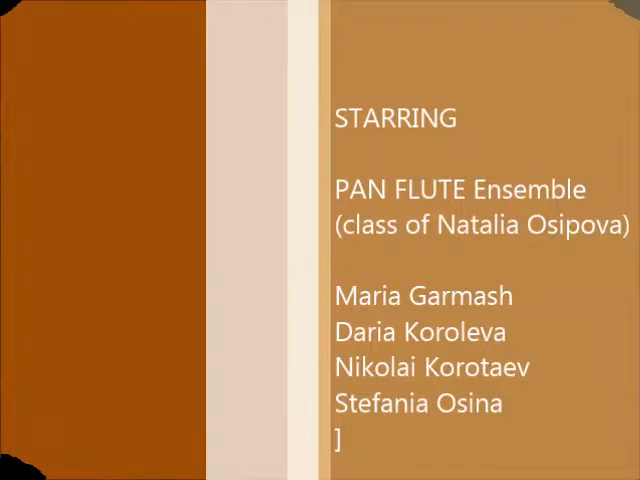 STARRING
PAN FLUTE Ensemble
(class of Natalia Osipova)
Maria Garmash
Daria Koroleva
Nikolai Korotaev
Stefania Osina
]